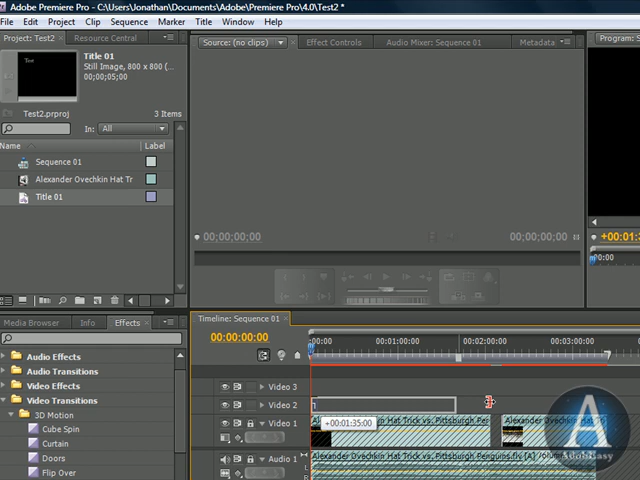 Adobe Premiere Pro - C:\Users\Jonathan\Documents\Adobe\Premiere Pro\4.0\Test2 *
File Edit Project Clip Sequence Marker Title Window Help
Project: Test2 Resource Central
Source: (no clips) Effect Controls Audio Mixer: Sequence 01 Metadata
Program: S
Title 01
Still Image, 800 x 800
00;00;05;00
Test2.prproj 3 Items
In: All
Name Label
Sequence 01
Alexander Ovechkin Hat Tr
Title 01
00;00;00;00 00;00;00;00
+00:01:3
00:00
Media Browser Info Effects
Timeline: Sequence 01
00:00:00:00
00:00 00:01:00:00 00:02:00:00 00:03:00:00
Audio Effects
Audio Transitions
Video Effects
Video Transitions
3D Motion
Cube Spin
Curtain
Doors
Flip Over
Video 3
Video 2
Video 1
+00:01:35:00
Hat Trick vs. Pittsburgh Per
Alexander Ovechkin Hat Tr
Audio 1
Alexander Ovechkin Hat Trick vs. Pittsburgh Penguins.flv [A]
A
AdobEasy